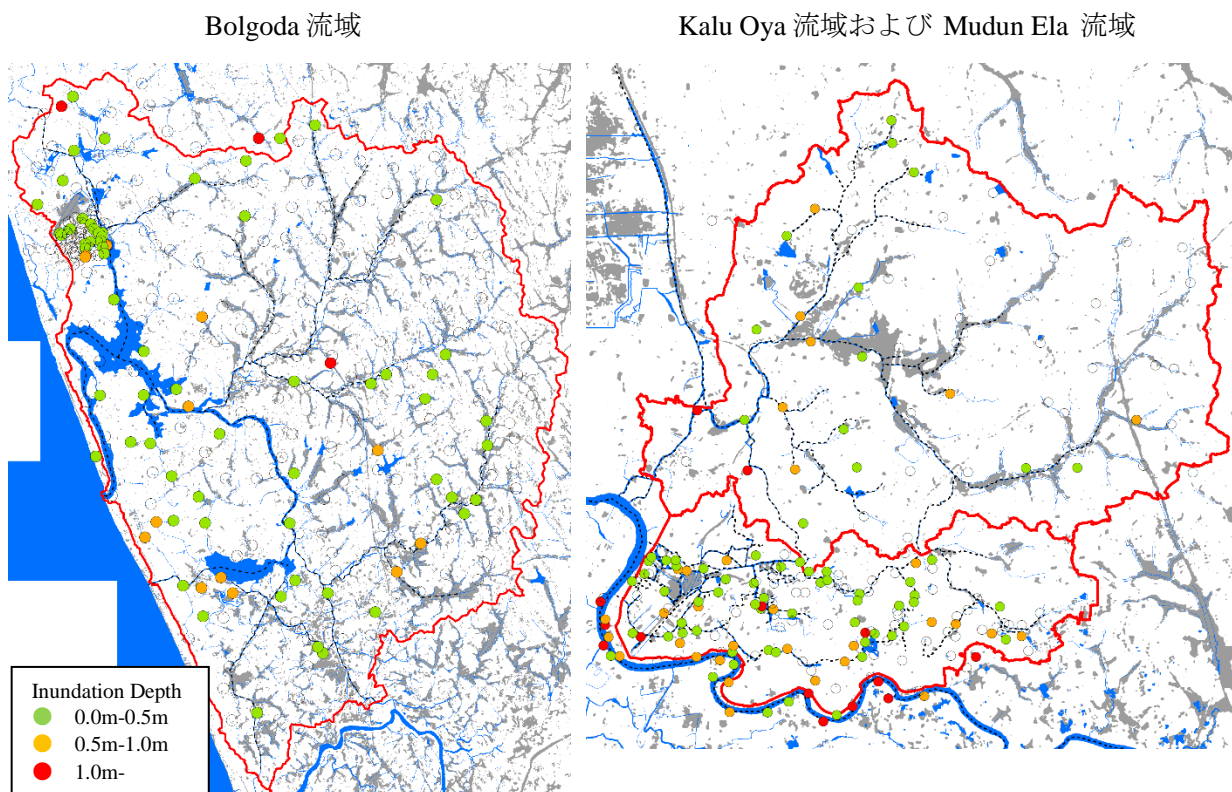 Bolgoda 流域
Kalu Oya 流域および Mudun Ela 流域
Inundation Depth
0.0m-0.5m
0.5m-1.0m
1.0m-